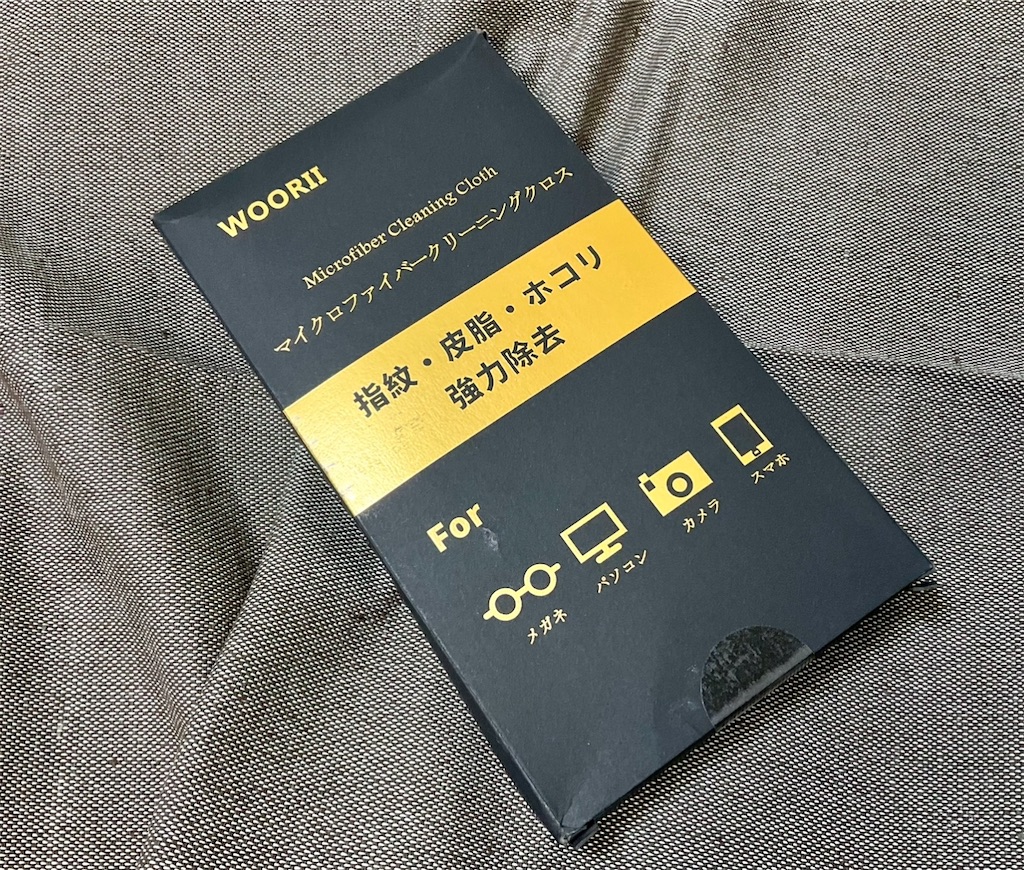 WOORII
Microfiber Cleaning Cloth
マイクロファイバークリーニングクロス
指紋・皮脂・ホコリ
強力除去
For
メガネ
パソコン
カメラ
スマホ